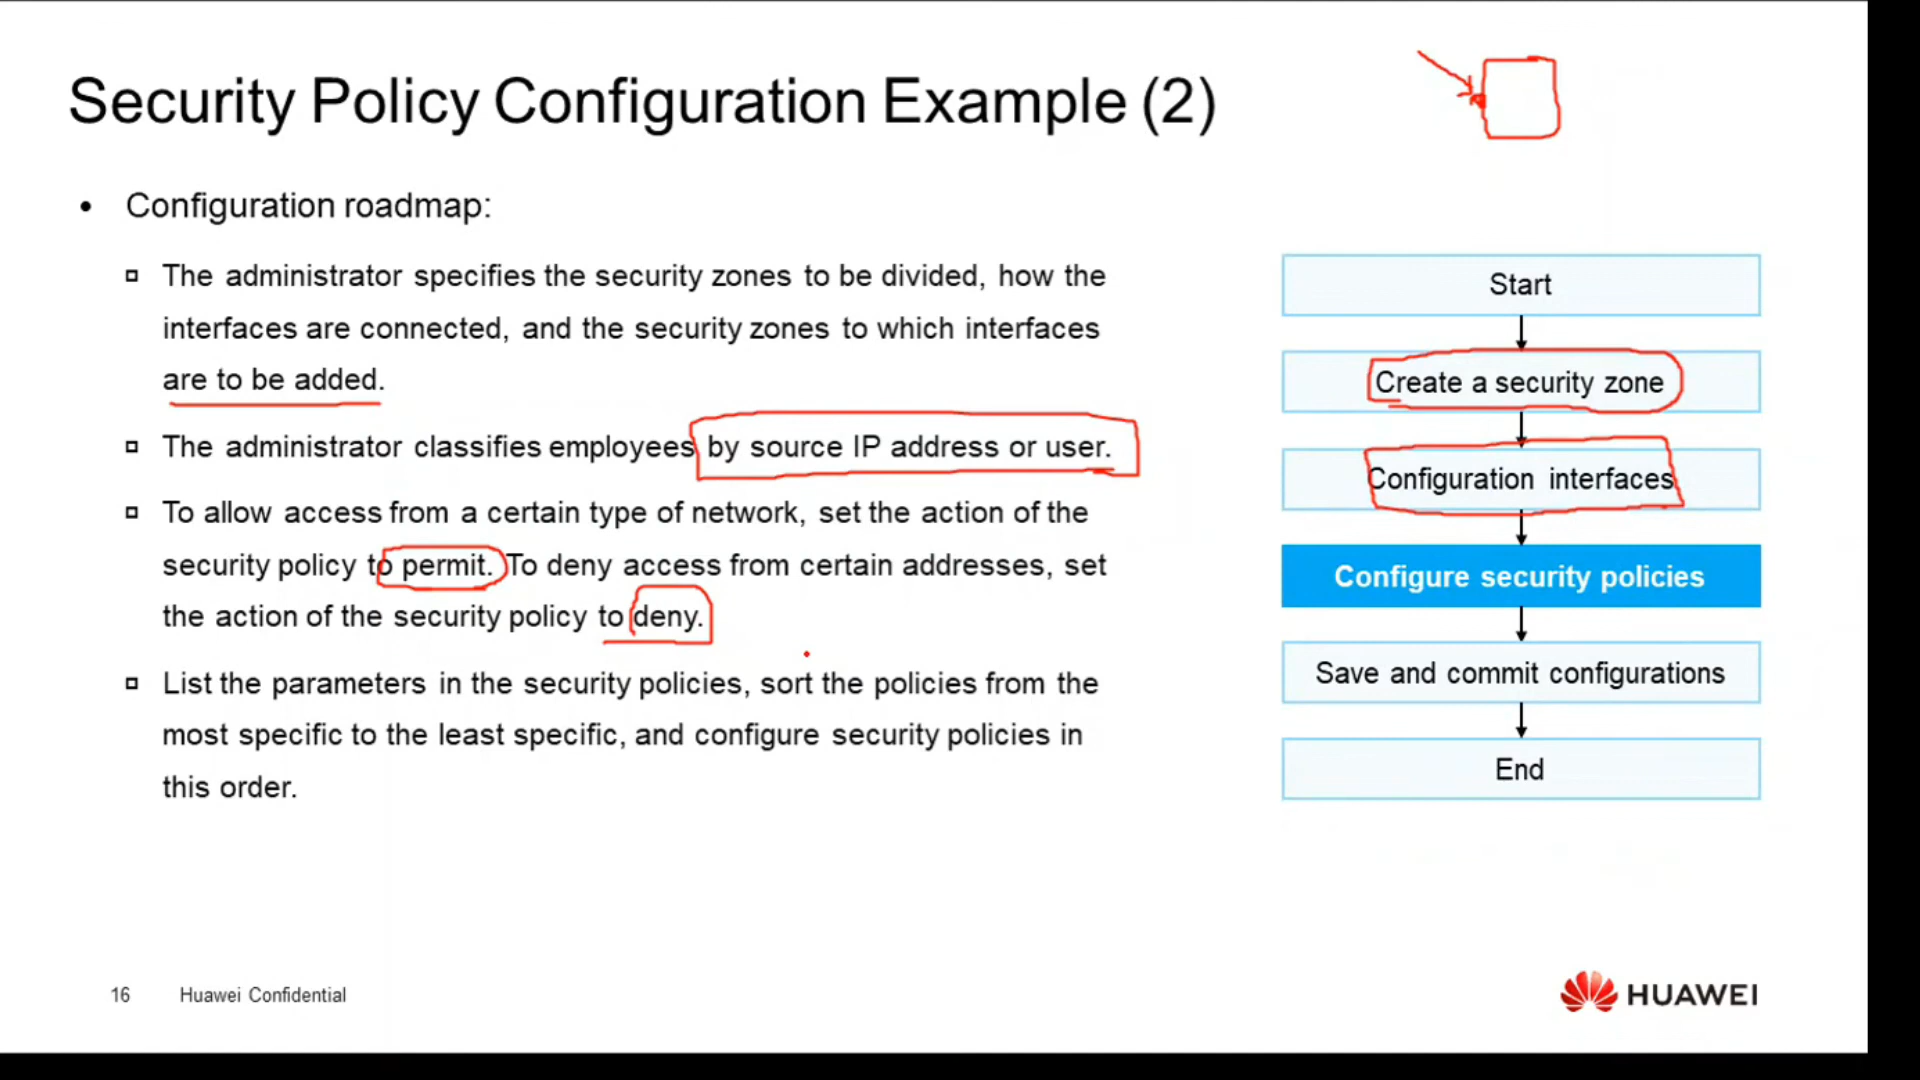 Security Policy Configuration Example (2)
• Configuration roadmap:
The administrator specifies the security zones to be divided, how the
interfaces are connected, and the security zones to which interfaces
are to be added.
The administrator classifies employees by source IP address or user.
To allow access from a certain type of network, set the action of the
security policy to permit. To deny access from certain addresses, set
the action of the security policy to deny.
List the parameters in the security policies, sort the policies from the
most specific to the least specific, and configure security policies in
this order.
Start
Create a security zone
Configuration interfaces
Configure security policies
Save and commit configurations
End
16 Huawei Confidential
HUAWEI